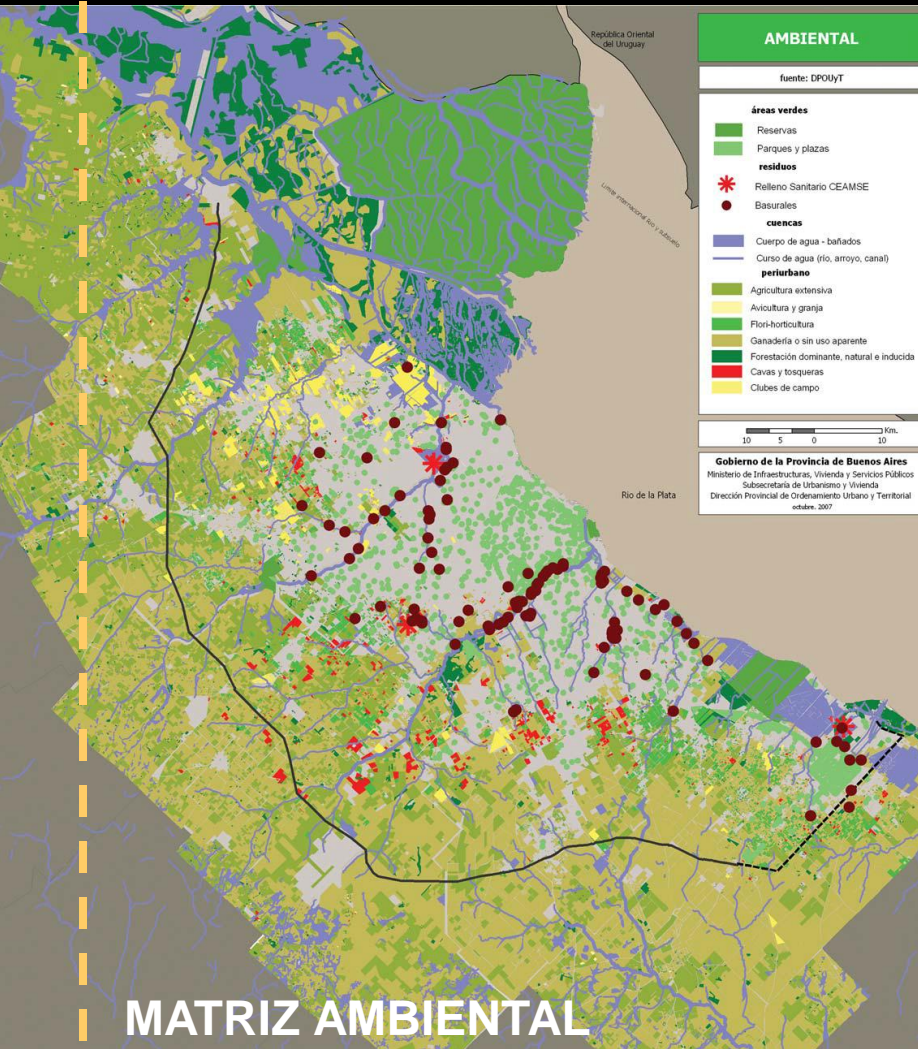 República Oriental
del Uruguay
Límite internacional lecho y subsuelo
Río de la Plata
AMBIENTAL
fuente: DPOUyT
áreas verdes
Reservas
Parques y plazas
residuos
Relleno Sanitario CEAMSE
Basurales
cuencas
Cuerpo de agua - bañados
Curso de agua (río, arroyo, canal)
periurbano
Agricultura extensiva
Avicultura y granja
Flori-horticultura
Ganadería o sin uso aparente
Forestación dominante, natural e inducida
Cavas y tosqueras
Clubes de campo
Km.
10 5 0 10
Gobierno de la Provincia de Buenos Aires
Ministerio de Infraestructuras, Vivienda y Servicios Públicos
Subsecretaría de Urbanismo y Vivienda
Dirección Provincial de Ordenamiento Urbano y Territorial
octubre. 2007
MATRIZ AMBIENTAL